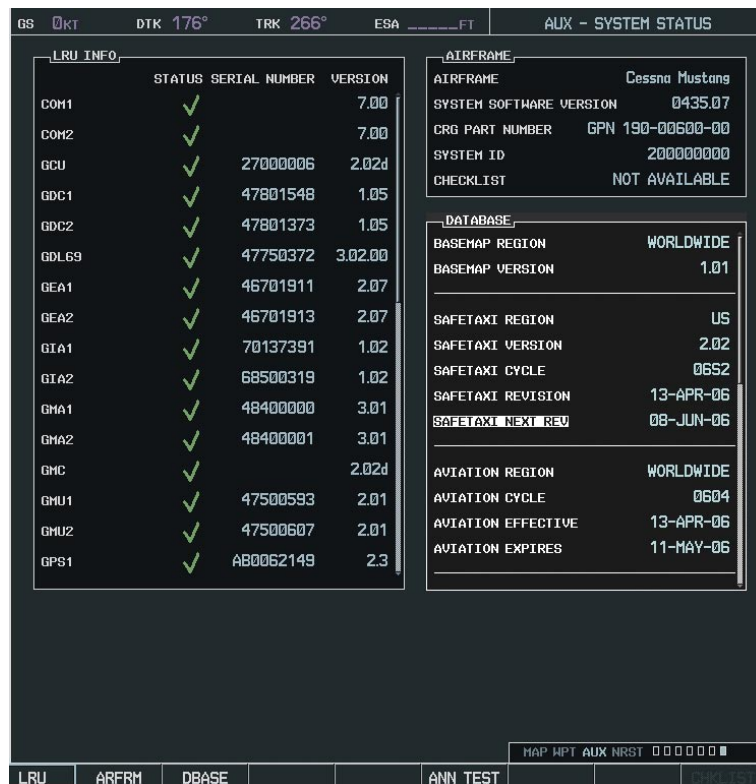 GS 0KT DTK 176° TRK 266° ESA _____FT AUX - SYSTEM STATUS
LRU INFO
STATUS SERIAL NUMBER VERSION
COM1 ✓ 7.00
COM2 ✓ 7.00
GCU ✓ 27000006 2.02d
GDC1 ✓ 47801548 1.05
GDC2 ✓ 47801373 1.05
GDL69 ✓ 47750372 3.02.00
GEA1 ✓ 46701911 2.07
GEA2 ✓ 46701913 2.07
GIA1 ✓ 70137391 1.02
GIA2 ✓ 68500319 1.02
GMA1 ✓ 48400000 3.01
GMA2 ✓ 48400001 3.01
GMC ✓ 2.02d
GMU1 ✓ 47500593 2.01
GMU2 ✓ 47500607 2.01
GPS1 ✓ AB0062149 2.3
AIRFRAME
AIRFRAME Cessna Mustang
SYSTEM SOFTWARE VERSION 0435.07
CRG PART NUMBER GPN 190-00600-00
SYSTEM ID 200000000
CHECKLIST NOT AVAILABLE
DATABASE
BASEMAP REGION WORLDWIDE
BASEMAP VERSION 1.01
SAFETAXI REGION US
SAFETAXI VERSION 2.02
SAFETAXI CYCLE 06S2
SAFETAXI REVISION 13-APR-06
SAFETAXI NEXT REV 08-JUN-06
AVIATION REGION WORLDWIDE
AVIATION CYCLE 0604
AVIATION EFFECTIVE 13-APR-06
AVIATION EXPIRES 11-MAY-06
MAP WPT AUX NRST
LRU ARFRM DBASE ANN TEST CHKLIST